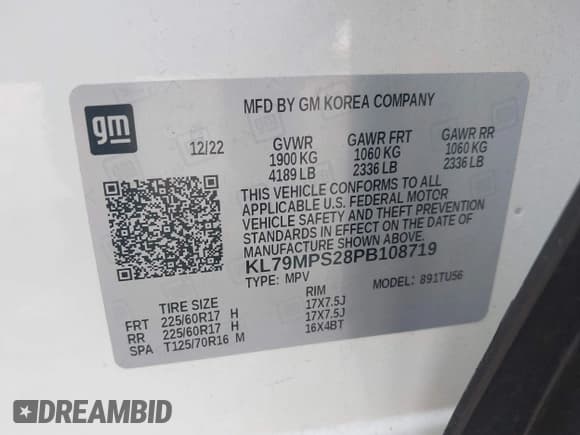 gm
MFD BY GM KOREA COMPANY
12/22 GVWR GAWR FRT GAWR RR
1900 KG 1060 KG 1060 KG
4189 LB 2336 LB 2336 LB
THIS VEHICLE CONFORMS TO ALL
APPLICABLE U.S. FEDERAL MOTOR
VEHICLE SAFETY AND THEFT PREVENTION
STANDARDS IN EFFECT ON THE DATE OF
MANUFACTURE SHOWN ABOVE
KL79MPS28PB108719
TYPE: MPV MODEL: 891TU56
TIRE SIZE RIM
FRT 225/60R17 H 17X7.5J
RR 225/60R17 H 17X7.5J
SPA T125/70R16 M 16X4BT
#DREAMBID